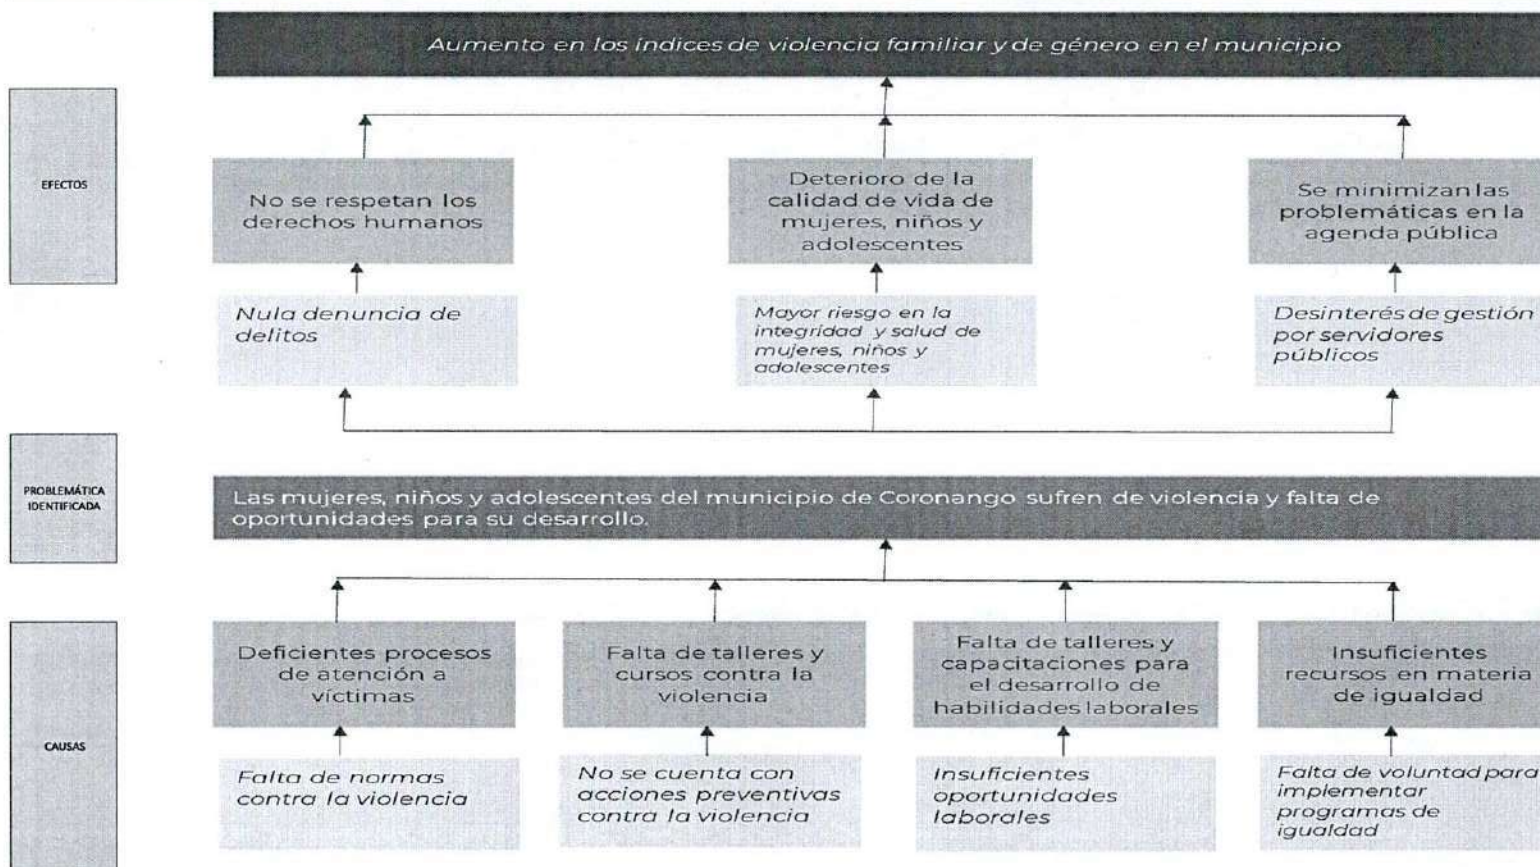 Aumento en los índices de violencia familiar y de género en el municipio
EFECTOS
No se respetan los
derechos humanos
Deterioro de la
calidad de vida de
mujeres, niños y
adolescentes
Se minimizan las
problemáticas en la
agenda pública
Nula denuncia de
delitos
Mayor riesgo en la
integridad y salud de
mujeres, niños y
adolescentes
Desinterés de gestión
por servidores
públicos
PROBLEMÁTICA
IDENTIFICADA
Las mujeres, niños y adolescentes del municipio de Coronango sufren de violencia y falta de
oportunidades para su desarrollo.
CAUSAS
Deficientes procesos
de atención a
víctimas
Falta de talleres y
cursos contra la
violencia
Falta de talleres y
capacitaciones para
el desarrollo de
habilidades laborales
Insuficientes
recursos en materia
de igualdad
Falta de normas
contra la violencia
No se cuenta con
acciones preventivas
contra la violencia
Insuficientes
oportunidades
laborales
Falta de voluntad para
implementar
programas de
igualdad